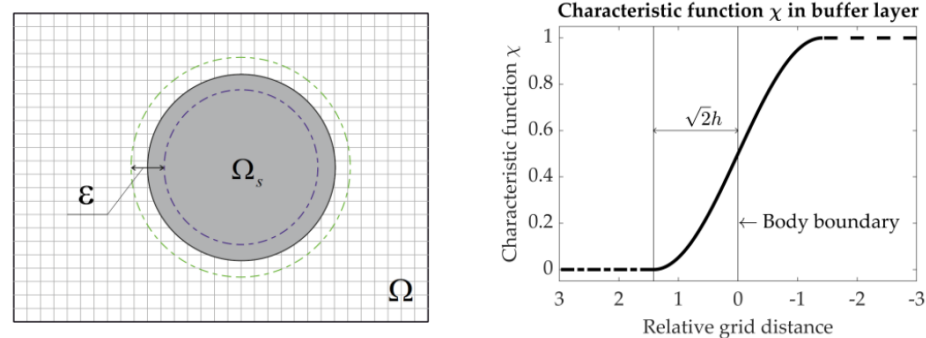 ε
Ωₛ
Ω
Characteristic function χ in buffer layer
Characteristic function χ
1
0.8
0.6
0.4
0.2
0
√2h
← Body boundary
3 2 1 0 -1 -2 -3
Relative grid distance